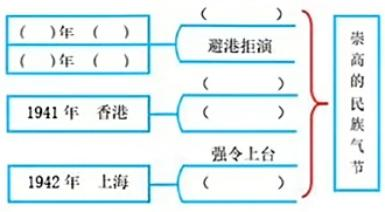 (   )年 (   )
(   )年 (   )
(        )
避港拒演
1941年 香港
(        )
(        )
1942年 上海
强令上台
(        )
崇高的民族气节